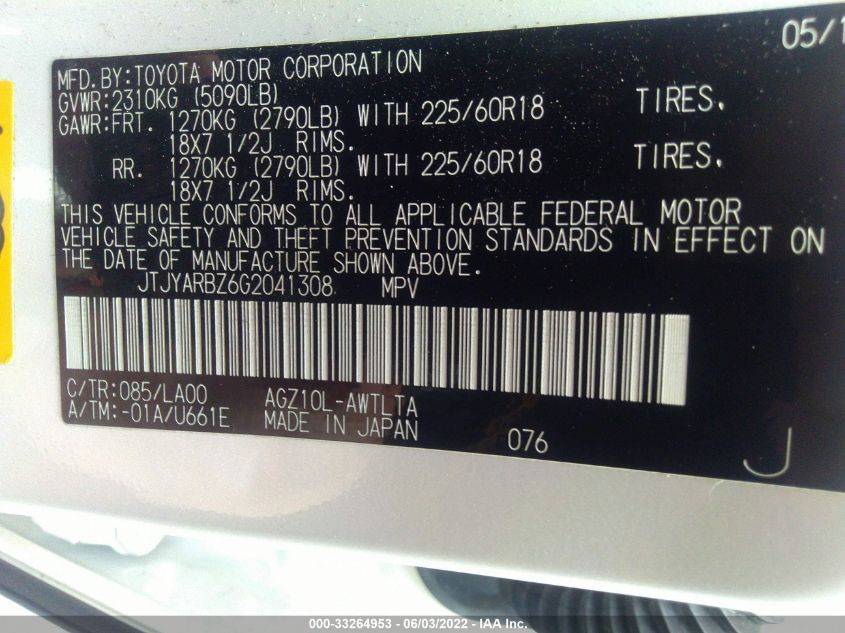 05/1
MFD.BY:TOYOTA MOTOR CORPORATION
GVWR:2310KG (5090LB)
GAWR:FRT. 1270KG (2790LB) WITH 225/60R18 TIRES.
18X7 1/2J RIMS.
RR. 1270KG (2790LB) WITH 225/60R18 TIRES.
18X7 1/2J RIMS.
THIS VEHICLE CONFORMS TO ALL APPLICABLE FEDERAL MOTOR
VEHICLE SAFETY AND THEFT PREVENTION STANDARDS IN EFFECT ON
THE DATE OF MANUFACTURE SHOWN ABOVE.
JTJYARBZ6G2041308 MPV
C/TR:085/LA00 AGZ10L-AWTLTA
A/TM:-01A/U661E MADE IN JAPAN
076
J
000-33264953 - 06/03/2022 - IAA Inc.